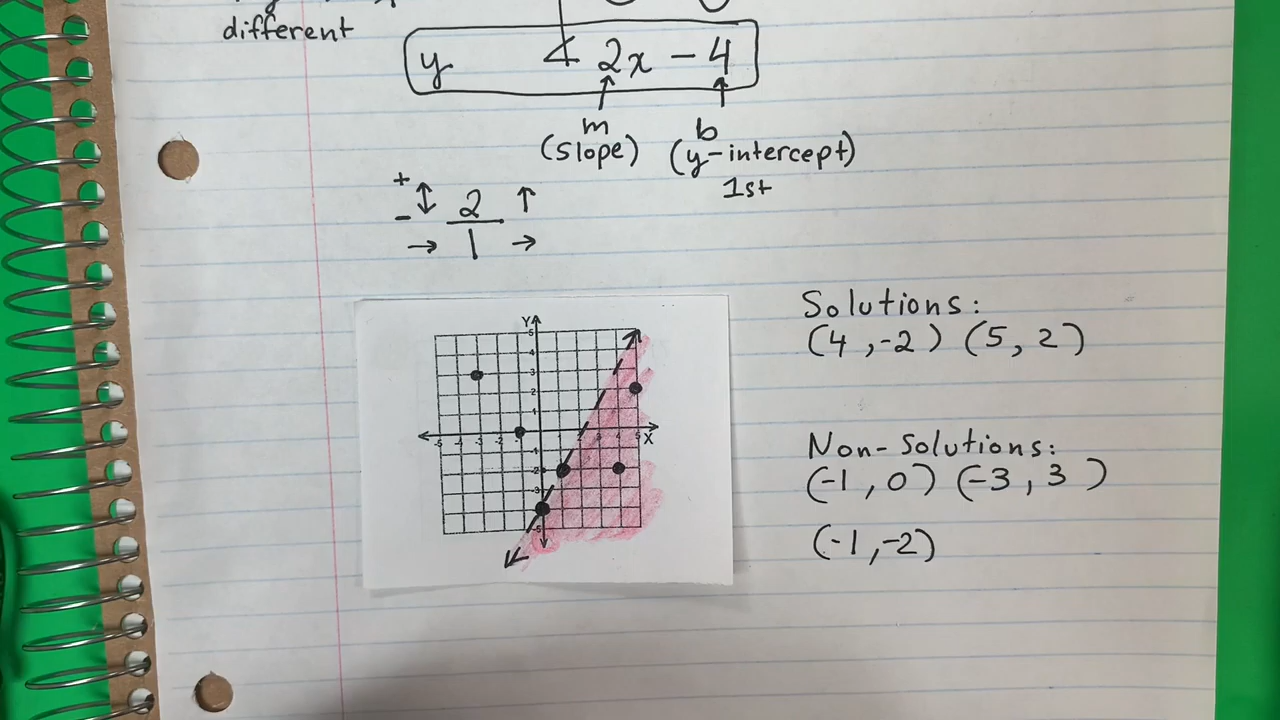 different
y < 2x - 4
m b
(slope) (y-intercept)
1st
+
- 2
1
Solutions:
(4, -2) (5, 2)
Y
X
Non-Solutions:
(-1, 0) (-3, 3)
(-1, -2)